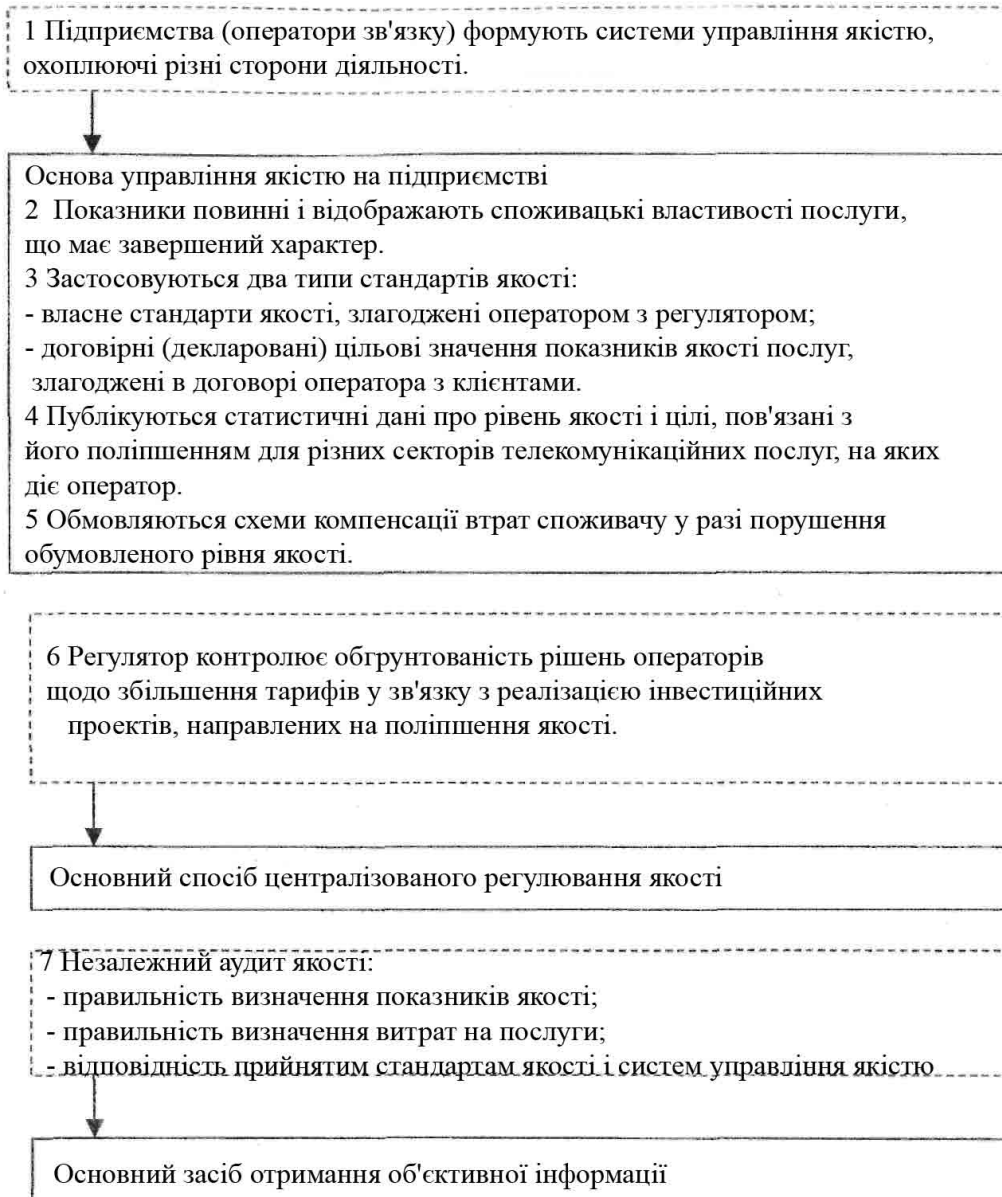 1 Підприємства (оператори зв'язку) формують системи управління якістю,
охоплюючі різні сторони діяльності.
Основа управління якістю на підприємстві
2 Показники повинні і відображають споживацькі властивості послуги,
що має завершений характер.
3 Застосовуються два типи стандартів якості:
- власне стандарти якості, злагоджені оператором з регулятором;
- договірні (декларовані) цільові значення показників якості послуг,
злагоджені в договорі оператора з клієнтами.
4 Публікуються статистичні дані про рівень якості і цілі, пов'язані з
його поліпшенням для різних секторів телекомунікаційних послуг, на яких
діє оператор.
5 Обмовляються схеми компенсації втрат споживачу у разі порушення
обумовленого рівня якості.
6 Регулятор контролює обгрунтованість рішень операторів
щодо збільшення тарифів у зв'язку з реалізацією інвестиційних
проектів, направлених на поліпшення якості.
Основний спосіб централізованого регулювання якості
7 Незалежний аудит якості:
- правильність визначення показників якості;
- правильність визначення витрат на послуги;
- відповідність прийнятим стандартам якості і систем управління якістю
Основний засіб отримання об'єктивної інформації